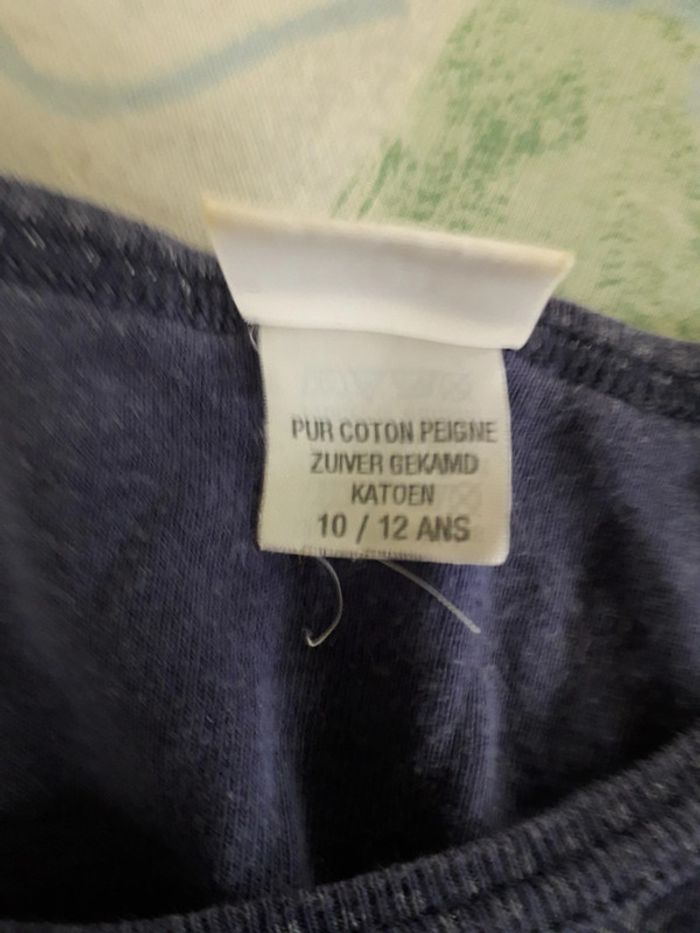 PUR COTON PEIGNE
ZUIVER GEKAMD
KATOEN
10 / 12 ANS